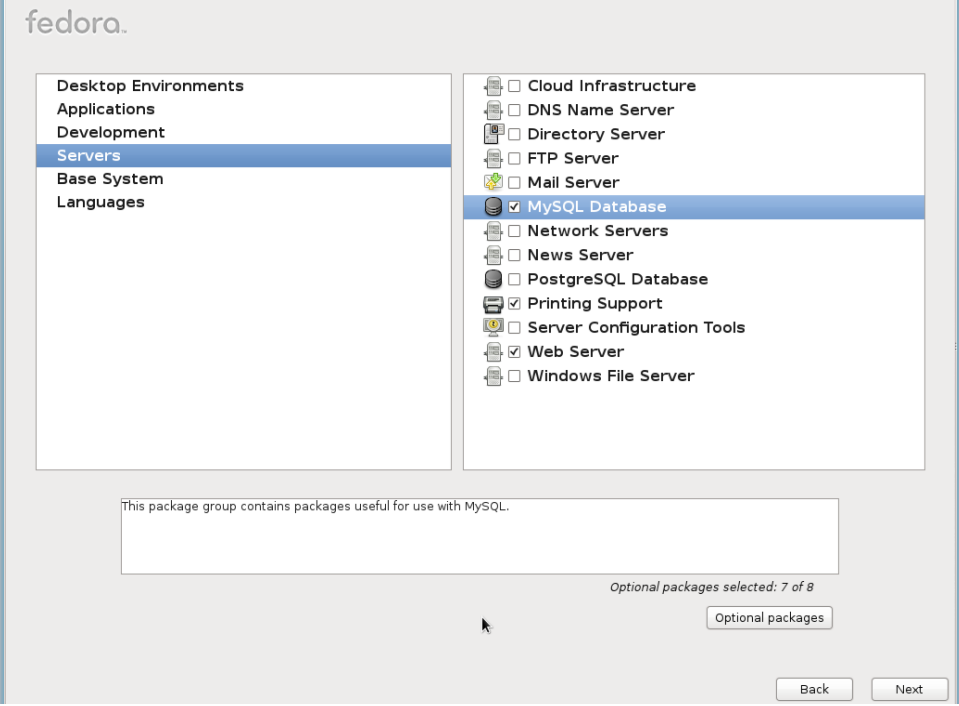 fedora
Desktop Environments
Applications
Development
Servers
Base System
Languages
Cloud Infrastructure
DNS Name Server
Directory Server
FTP Server
Mail Server
MySQL Database
Network Servers
News Server
PostgreSQL Database
Printing Support
Server Configuration Tools
Web Server
Windows File Server
This package group contains packages useful for use with MySQL.
Optional packages selected: 7 of 8
Optional packages
Back
Next